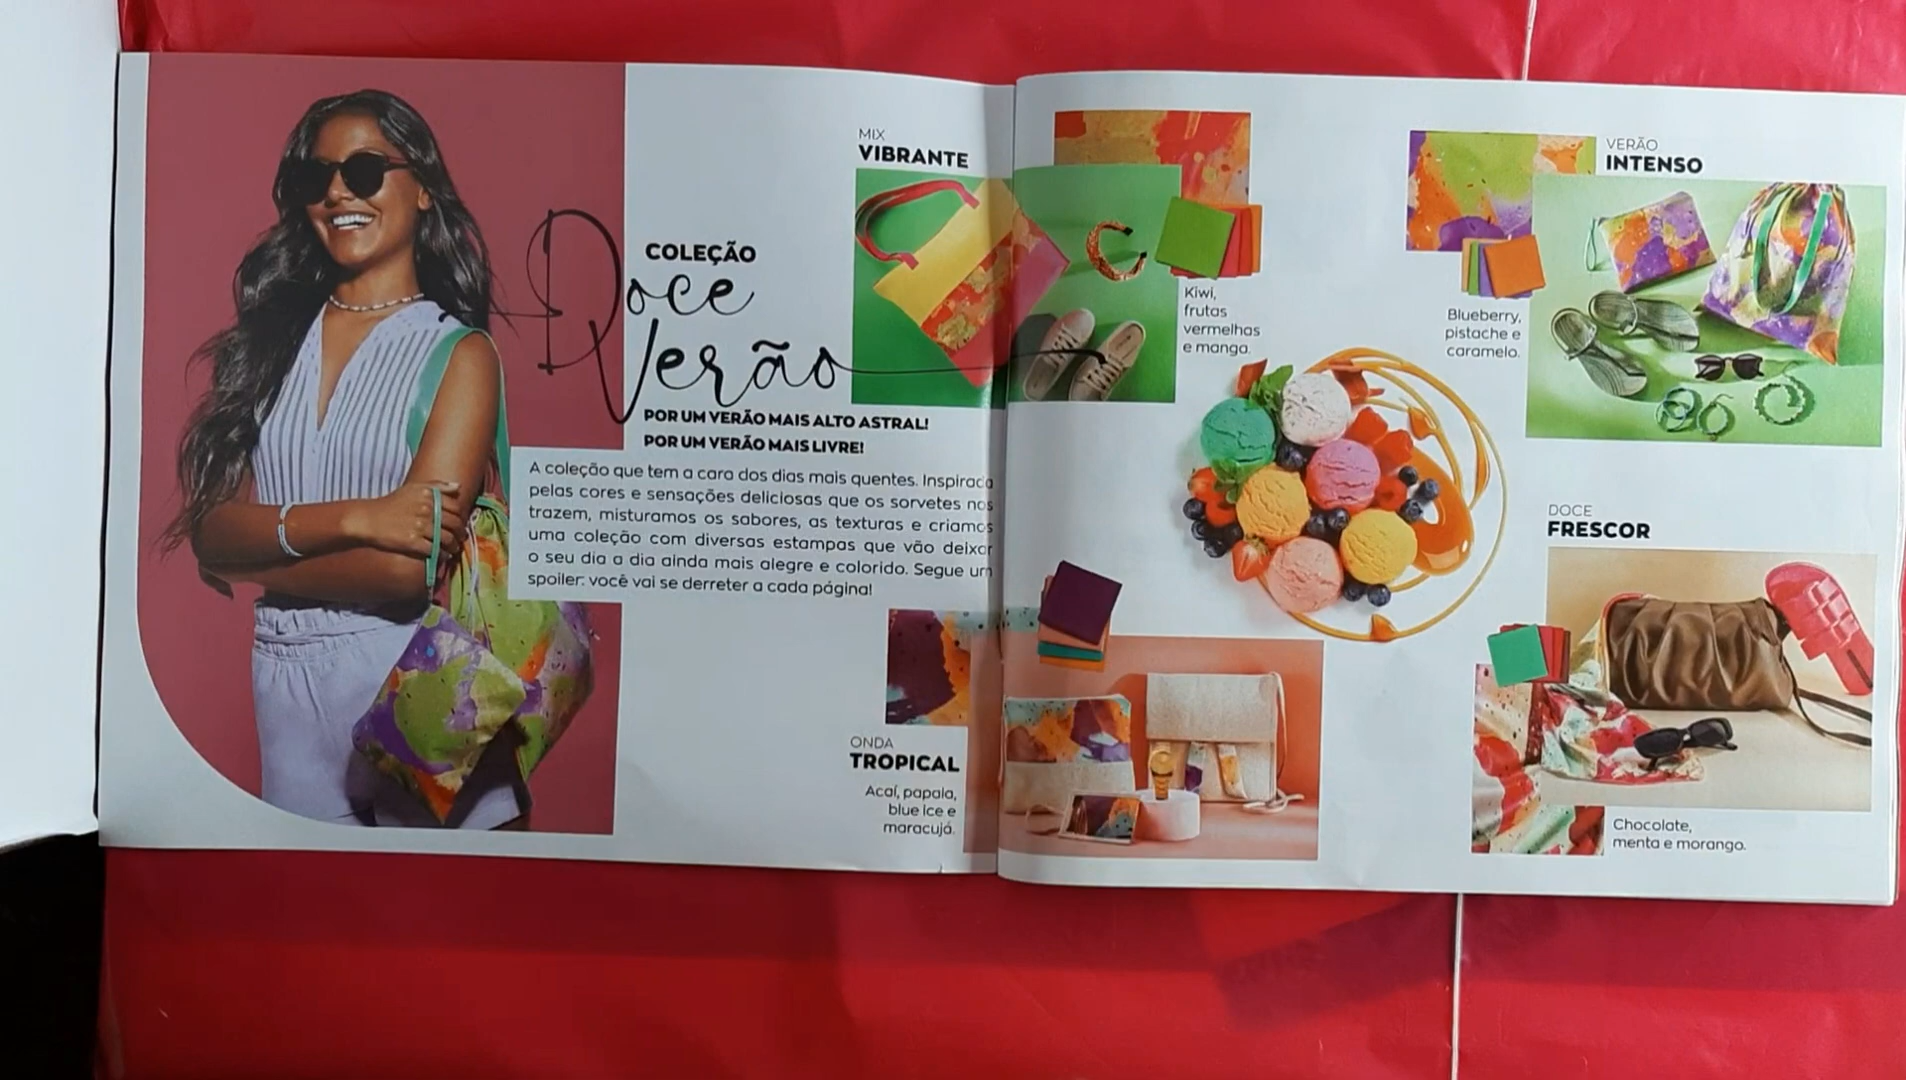 COLEÇÃO
Doce
Verão
POR UM VERÃO MAIS ALTO ASTRAL!
POR UM VERÃO MAIS LIVRE!
A coleção que tem a cara dos dias mais quentes. Inspirada
pelas cores e sensações deliciosas que os sorvetes nos
trazem, misturamos os sabores, as texturas e criamos
uma coleção com diversas estampas que vão deixar
o seu dia a dia ainda mais alegre e colorido. Segue um
spoiler: você vai se derreter a cada página!
MIX
VIBRANTE
Kiwi,
frutas
vermelhas
e manga.
VERÃO
INTENSO
Blueberry,
pistache e
caramelo.
ONDA
TROPICAL
Acaí, papaia,
blue ice e
maracujá.
DOCE
FRESCOR
Chocolate,
menta e morango.